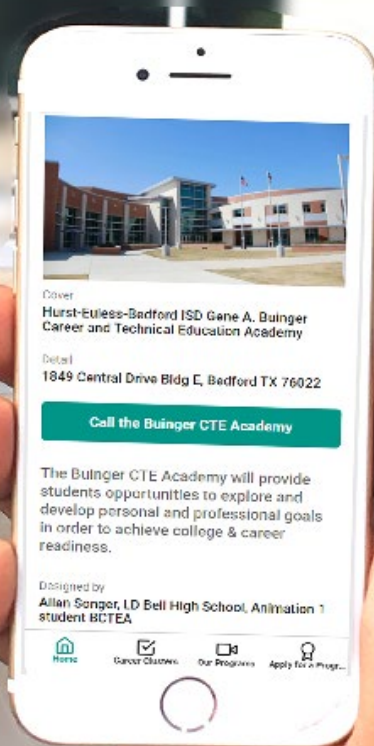 Cover
Hurst-Euless-Bedford ISD Gene A. Buinger
Career and Technical Education Academy
Detail
1849 Central Drive Bldg E, Bedford TX 76022
Call the Buinger CTE Academy
The Buinger CTE Academy will provide
students opportunities to explore and
develop personal and professional goals
in order to achieve college & career
readiness.
Designed by
Allan Songer, LD Bell High School, Animation 1
student BCTEA
Home
Career Clusters
Our Programs
Apply for a Progr...